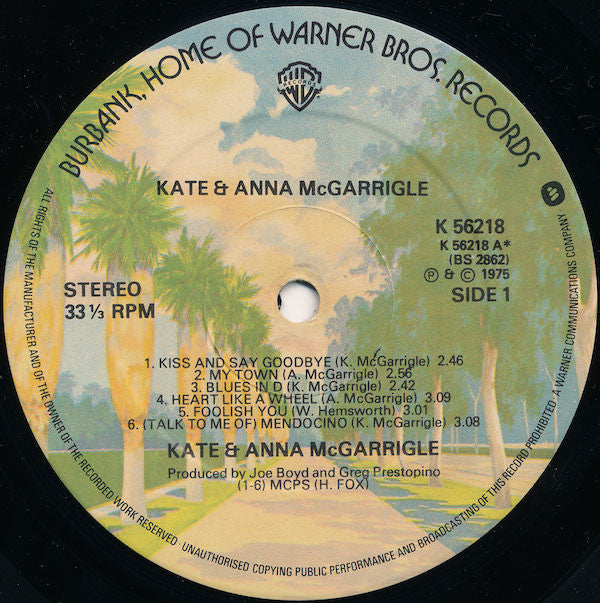 BURBANK, HOME OF WARNER BROS. RECORDS
WB
RECORDS
KATE & ANNA McGARRIGLE
K 56218
K 56218 A*
(BS 2862)
Ⓟ & Ⓒ 1975
SIDE 1
STEREO
33 ⅓ RPM
1. KISS AND SAY GOODBYE (K. McGarrigle) 2.46
2. MY TOWN (A. McGarrigle) 2.56
3. BLUES IN D (K. McGarrigle) 2.42
4. HEART LIKE A WHEEL (A. McGarrigle) 3.09
5. FOOLISH YOU (W. Hemsworth) 3.01
6. (TALK TO ME OF) MENDOCINO (K. McGarrigle) 3.08
KATE & ANNA McGARRIGLE
Produced by Joe Boyd and Greg Prestopino
(1-6) MCPS (H. FOX)
ALL RIGHTS OF THE MANUFACTURER AND OF THE OWNER OF THE RECORDED WORK RESERVED · UNAUTHORISED COPYING PUBLIC PERFORMANCE AND BROADCASTING OF THIS RECORD PROHIBITED · A WARNER COMMUNICATIONS COMPANY